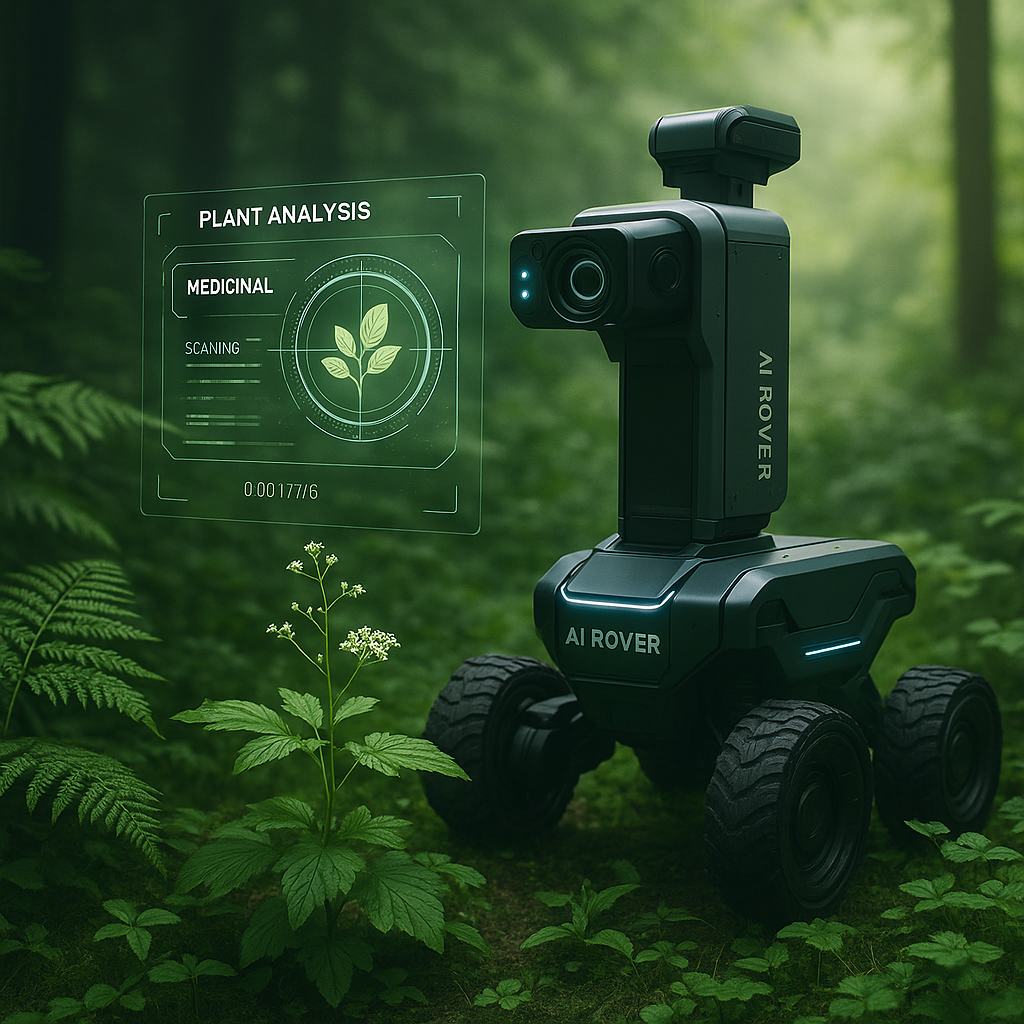 PLANT ANALYSIS
MEDICINAL
SCANING
0.00177/6
AI ROVER
AI ROVER